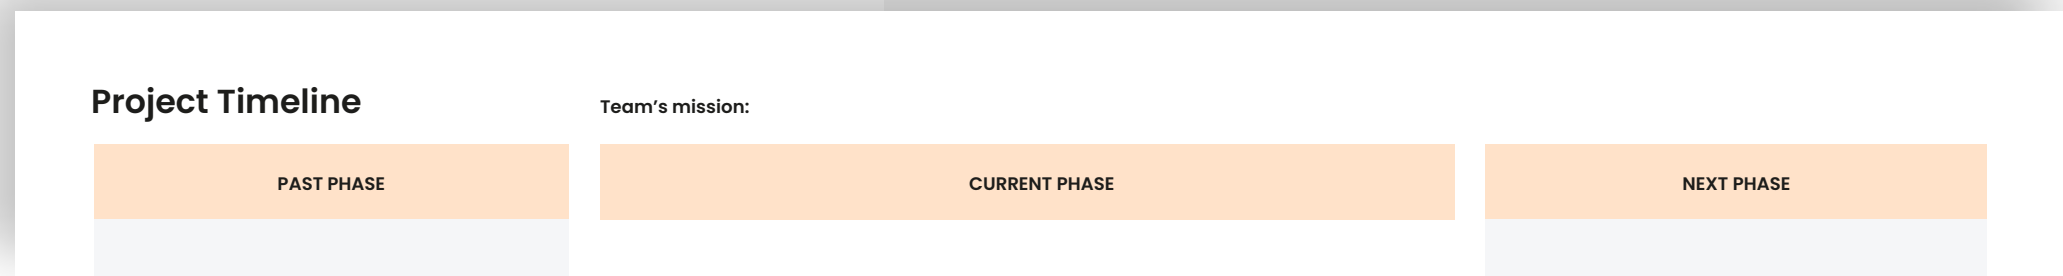 Project Timeline
Team’s mission:
PAST PHASE
CURRENT PHASE
NEXT PHASE